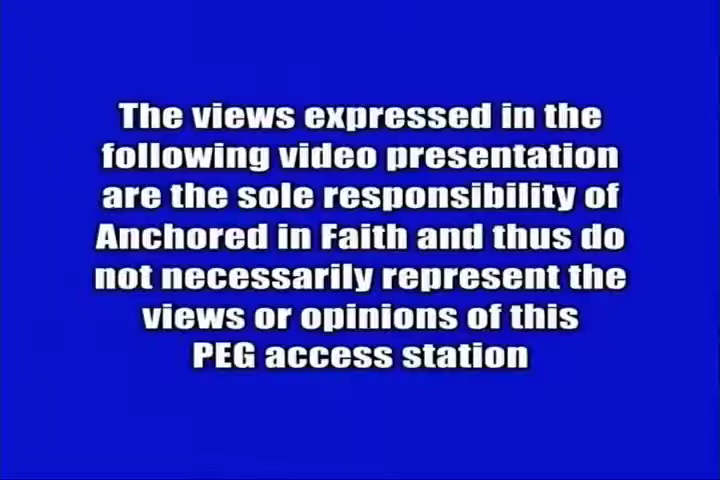 The views expressed in the
following video presentation
are the sole responsibility of
Anchored in Faith and thus do
not necessarily represent the
views or opinions of this
PEG access station